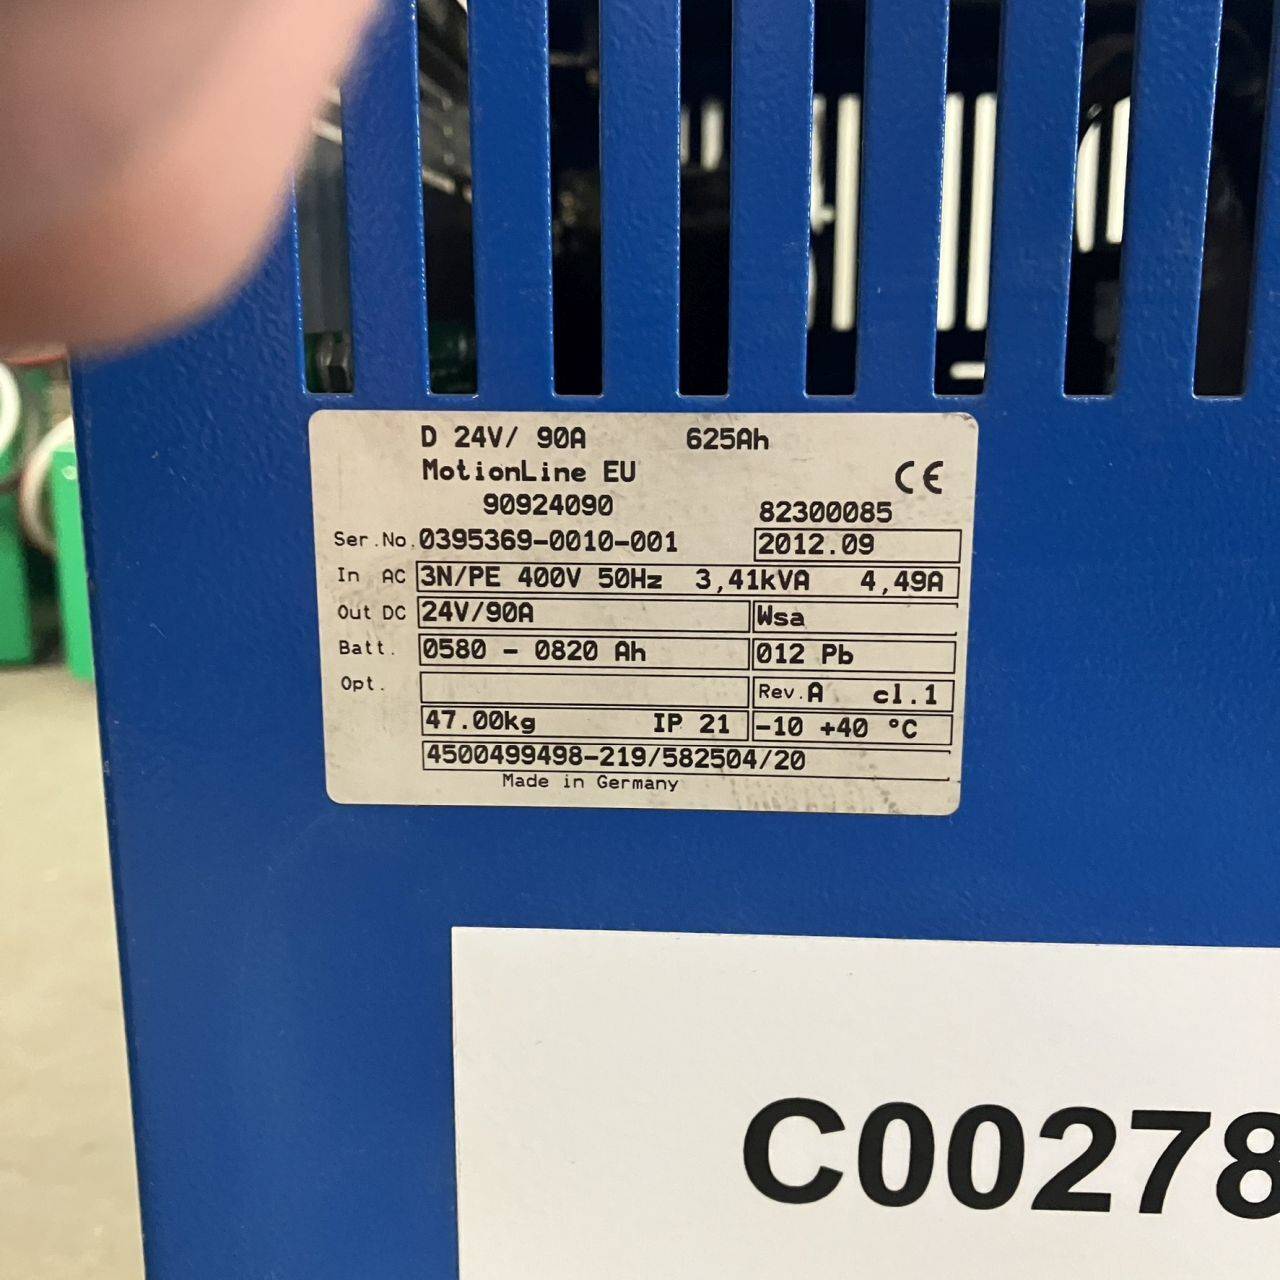 D 24V/ 90A 625Ah
MotionLine EU CE
90924090 82300085
Ser.No. 0395369-0010-001 2012.09
In AC 3N/PE 400V 50Hz 3,41kVA 4,49A
Out DC 24V/90A Wsa
Batt. 0580 - 0820 Ah 012 Pb
Opt. Rev.A cl.1
47.00kg IP 21 -10 +40 °C
4500499498-219/582504/20
Made in Germany
C00278